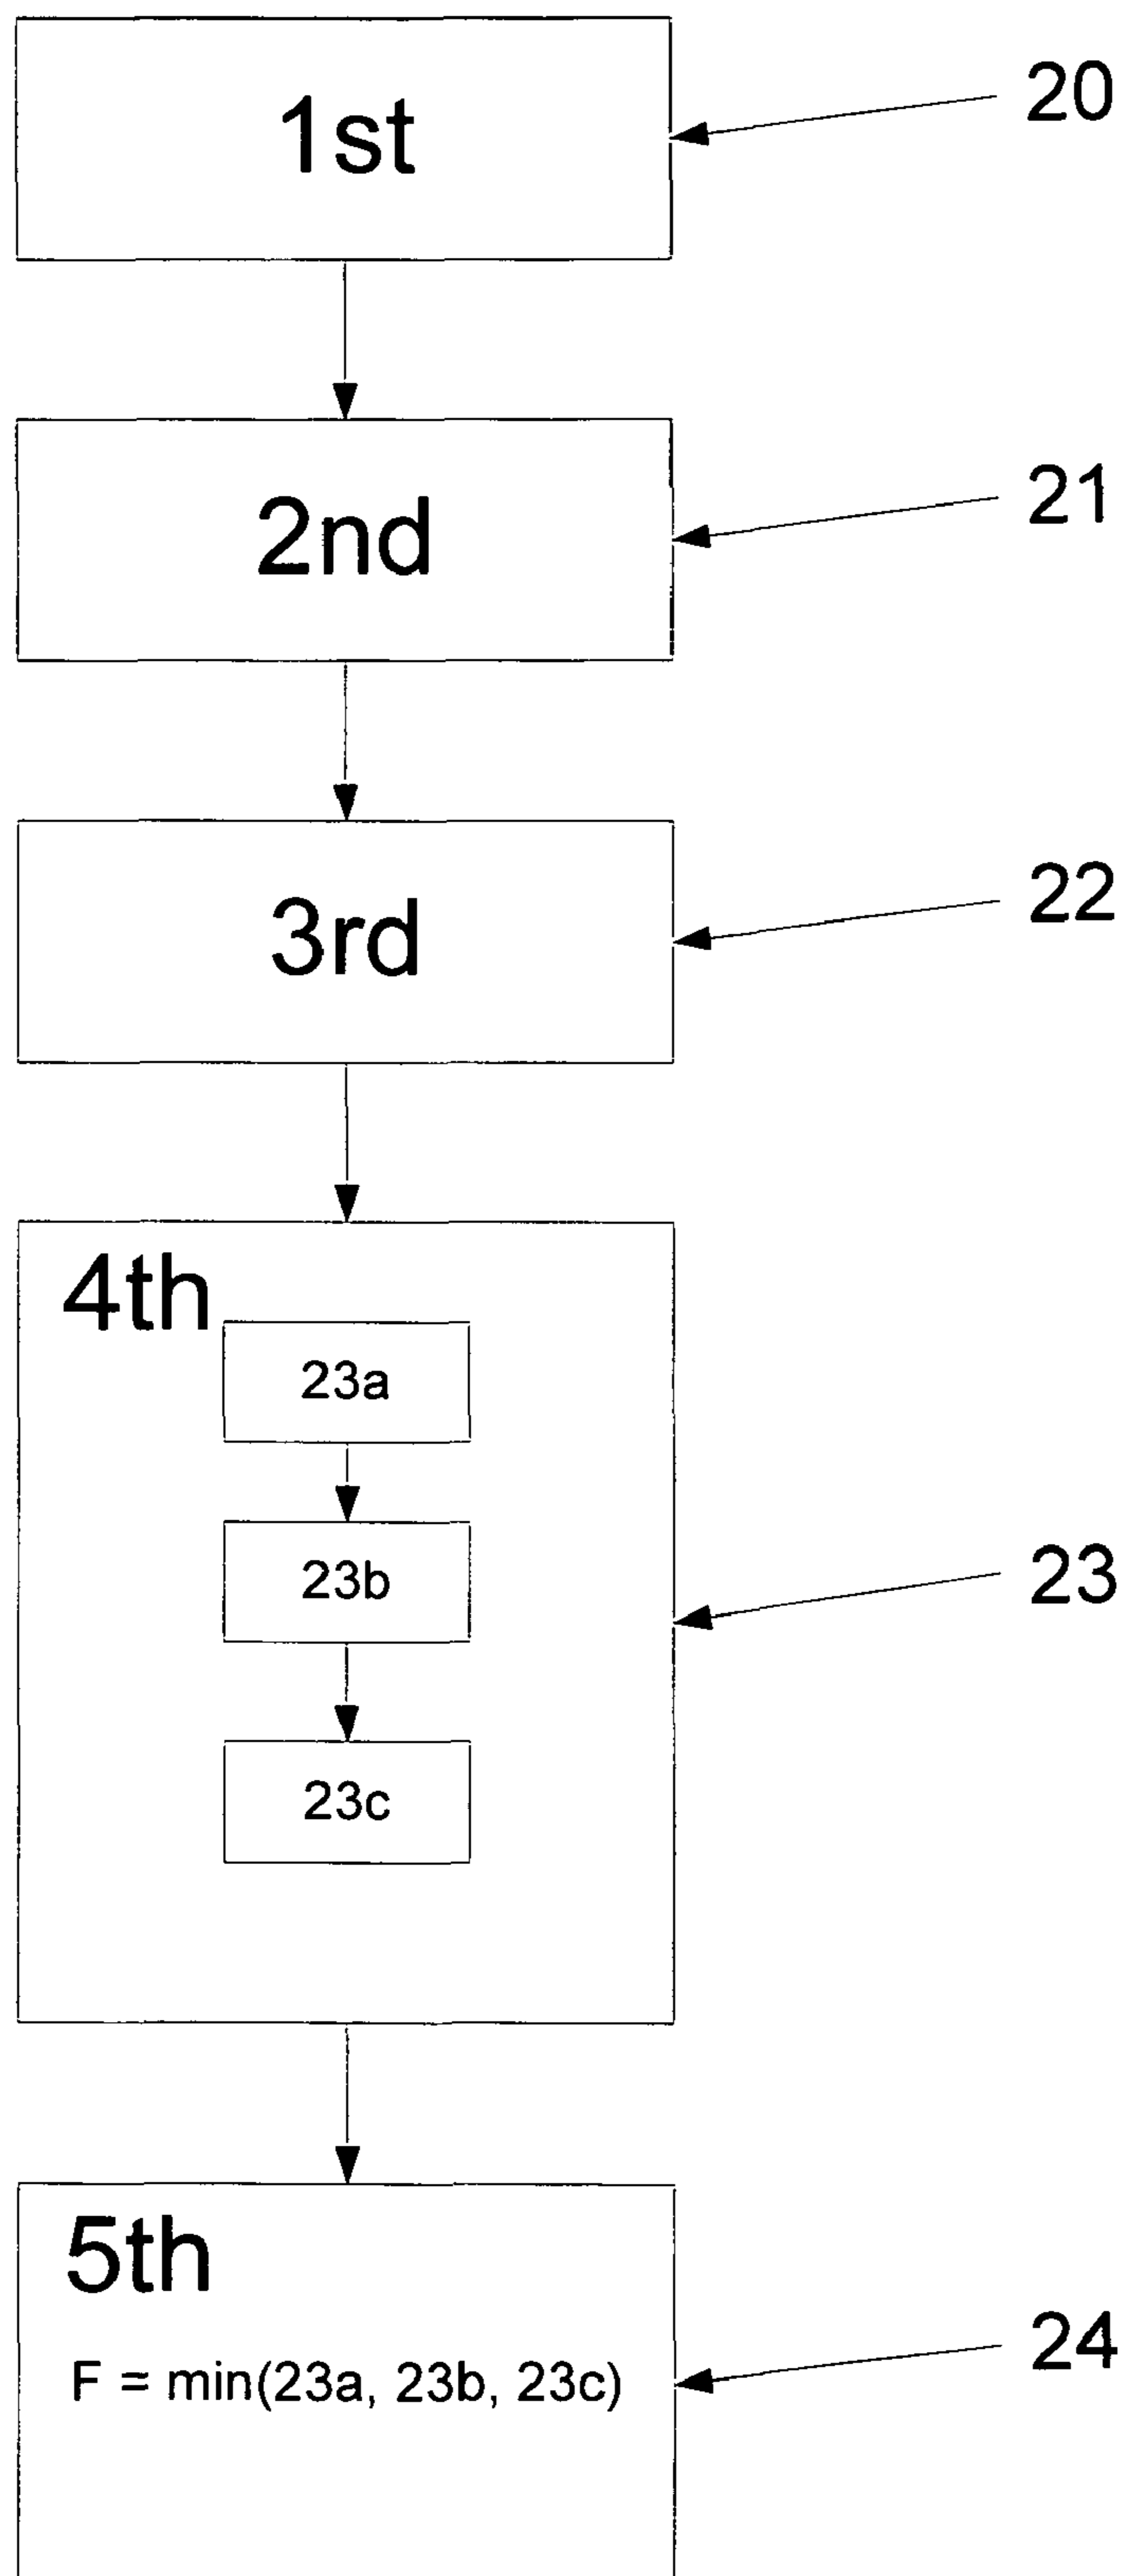 1st
20
2nd
21
3rd
22
4th
23a
23b
23
23c
5th
24
F = min(23a, 23b, 23c)